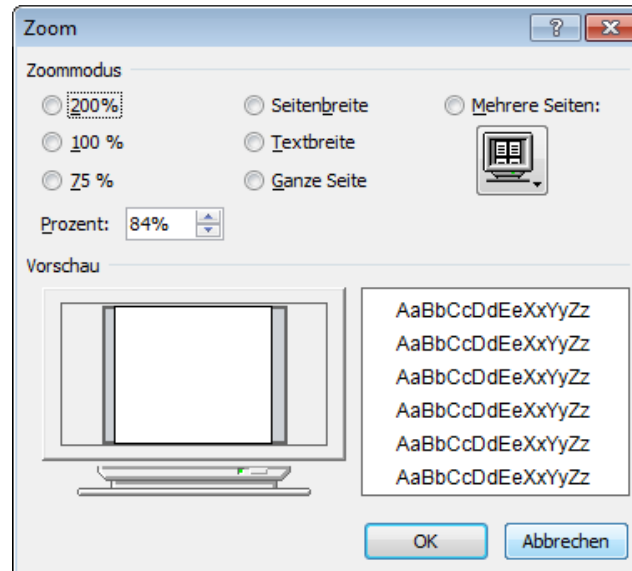 Zoom
Zoommodus
200%
Seitenbreite
Mehrere Seiten:
100 %
Textbreite
75 %
Ganze Seite
Prozent: 84%
Vorschau
AaBbCcDdEeXxYyZz
AaBbCcDdEeXxYyZz
AaBbCcDdEeXxYyZz
AaBbCcDdEeXxYyZz
AaBbCcDdEeXxYyZz
AaBbCcDdEeXxYyZz
OK
Abbrechen